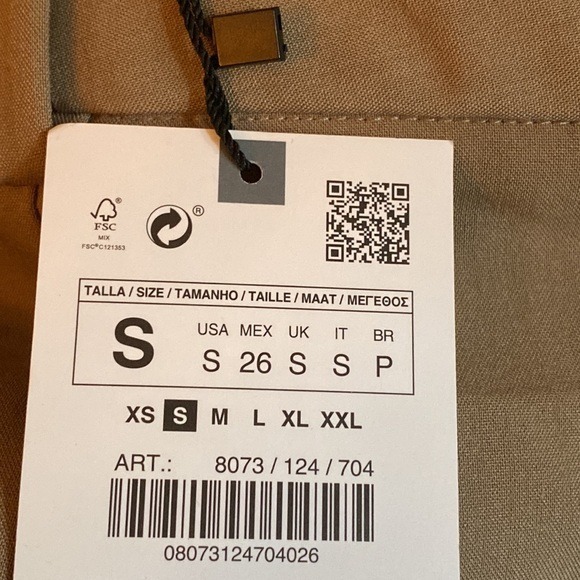 FSC®
MIX
FSC®C121353
®
TALLA / SIZE / TAMANHO / TAILLE / MAAT / ΜΕΓΕΘΟΣ
S
USA MEX UK IT BR
S 26 S S P
XS S M L XL XXL
ART.: 8073 / 124 / 704
08073124704026